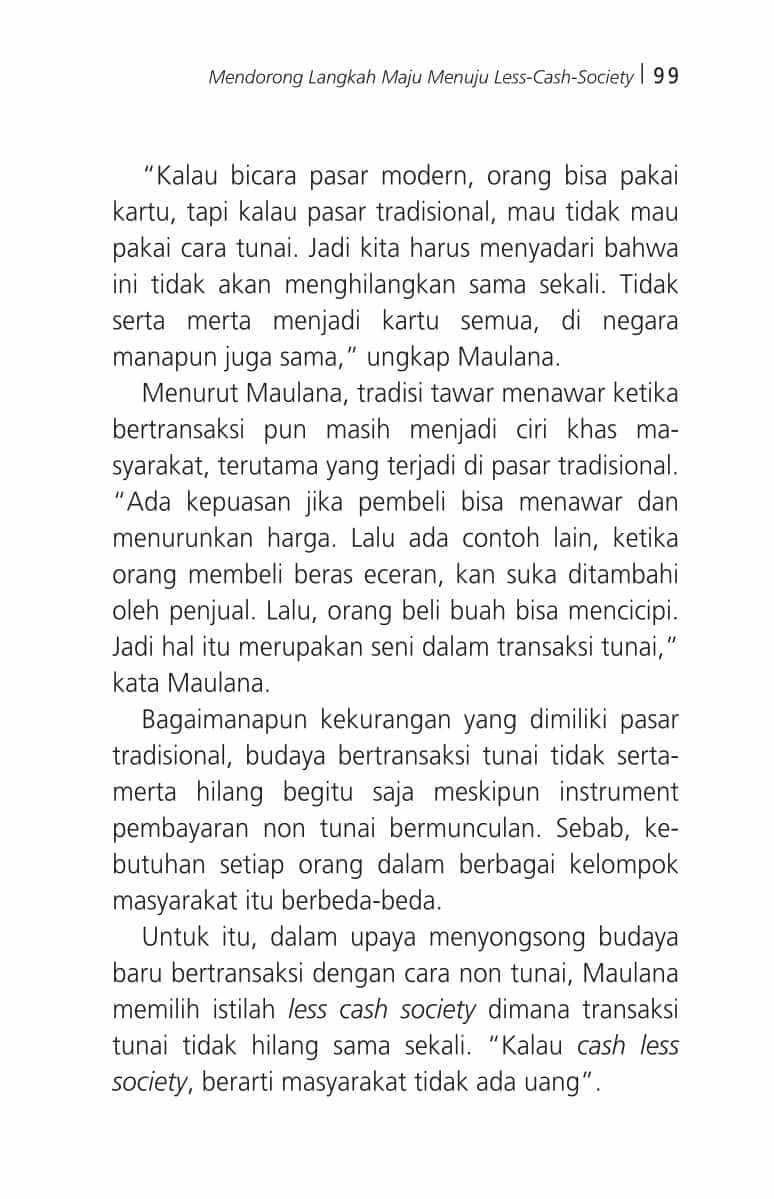 Mendorong Langkah Maju Menuju Less-Cash-Society | 99
“Kalau bicara pasar modern, orang bisa pakai
kartu, tapi kalau pasar tradisional, mau tidak mau
pakai cara tunai. Jadi kita harus menyadari bahwa
ini tidak akan menghilangkan sama sekali. Tidak
serta merta menjadi kartu semua, di negara
manapun juga sama,” ungkap Maulana.
Menurut Maulana, tradisi tawar menawar ketika
bertransaksi pun masih menjadi ciri khas ma-
syarakat, terutama yang terjadi di pasar tradisional.
“Ada kepuasan jika pembeli bisa menawar dan
menurunkan harga. Lalu ada contoh lain, ketika
orang membeli beras eceran, kan suka ditambahi
oleh penjual. Lalu, orang beli buah bisa mencicipi.
Jadi hal itu merupakan seni dalam transaksi tunai,”
kata Maulana.
Bagaimanapun kekurangan yang dimiliki pasar
tradisional, budaya bertransaksi tunai tidak serta-
merta hilang begitu saja meskipun instrument
pembayaran non tunai bermunculan. Sebab, ke-
butuhan setiap orang dalam berbagai kelompok
masyarakat itu berbeda-beda.
Untuk itu, dalam upaya menyongsong budaya
baru bertransaksi dengan cara non tunai, Maulana
memilih istilah less cash society dimana transaksi
tunai tidak hilang sama sekali. “Kalau cash less
society, berarti masyarakat tidak ada uang”.